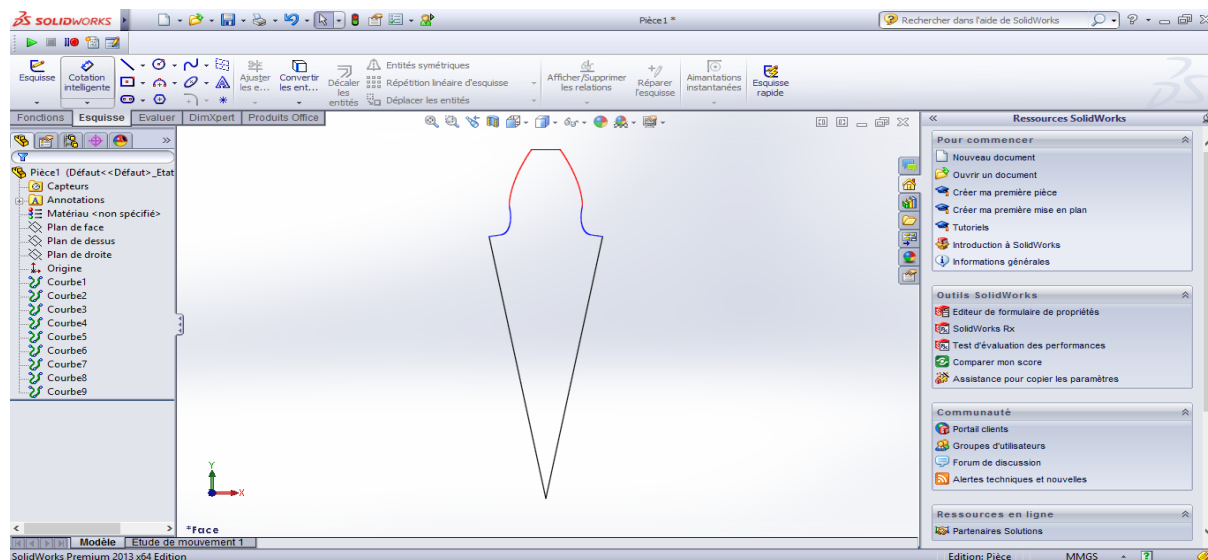 SOLIDWORKS
Pièce1 *
Rechercher dans l'aide de SolidWorks
Esquisse
Cotation intelligente
Ajuster les e...
Convertir les ent...
Décaler les entités
Entités symétriques
Répétition linéaire d'esquisse
Déplacer les entités
Afficher/Supprimer les relations
Réparer l'esquisse
Aimantations instantanées
Esquisse rapide
Fonctions Esquisse Evaluer DimXpert Produits Office
Pièce1 (Défaut<<Défaut>_Etat
Capteurs
Annotations
Matériau <non spécifié>
Plan de face
Plan de dessus
Plan de droite
Origine
Courbe1
Courbe2
Courbe3
Courbe4
Courbe5
Courbe6
Courbe7
Courbe8
Courbe9
Y
X
*Face
Ressources SolidWorks
Pour commencer
Nouveau document
Ouvrir un document
Créer ma première pièce
Créer ma première mise en plan
Tutoriels
Introduction à SolidWorks
Informations générales
Outils SolidWorks
Editeur de formulaire de propriétés
SolidWorks Rx
Test d'évaluation des performances
Comparer mon score
Assistance pour copier les paramètres
Communauté
Portail clients
Groupes d'utilisateurs
Forum de discussion
Alertes techniques et nouvelles
Ressources en ligne
Partenaires Solutions
Modèle Etude de mouvement 1
SolidWorks Premium 2013 x64 Edition
Edition: Pièce MMGS